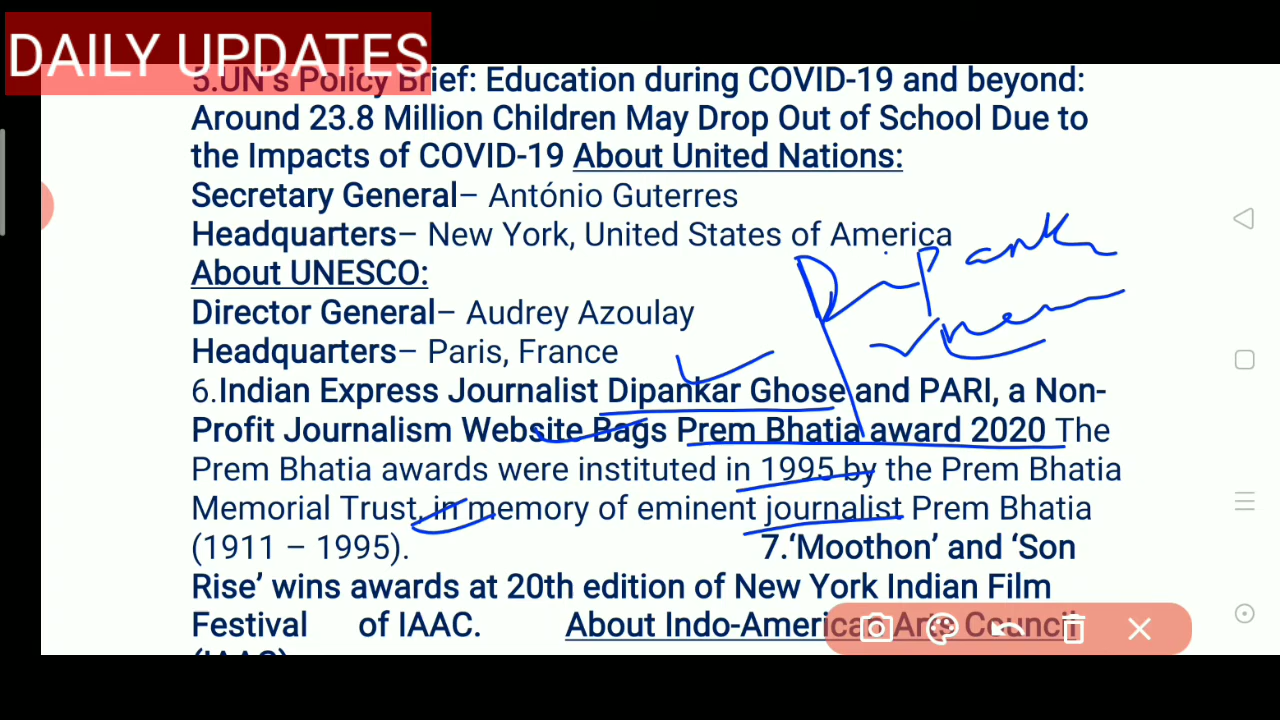 DAILY UPDATES
5.UN's Policy Brief: Education during COVID-19 and beyond:
Around 23.8 Million Children May Drop Out of School Due to
the Impacts of COVID-19 About United Nations:
Secretary General– António Guterres
Headquarters– New York, United States of America
About UNESCO:
Director General– Audrey Azoulay
Headquarters– Paris, France
6.Indian Express Journalist Dipankar Ghose and PARI, a Non-
Profit Journalism Website Bags Prem Bhatia award 2020 The
Prem Bhatia awards were instituted in 1995 by the Prem Bhatia
Memorial Trust, in memory of eminent journalist Prem Bhatia
(1911 – 1995). 7.‘Moothon’ and ‘Son
Rise’ wins awards at 20th edition of New York Indian Film
Festival of IAAC. About Indo-American Arts Council